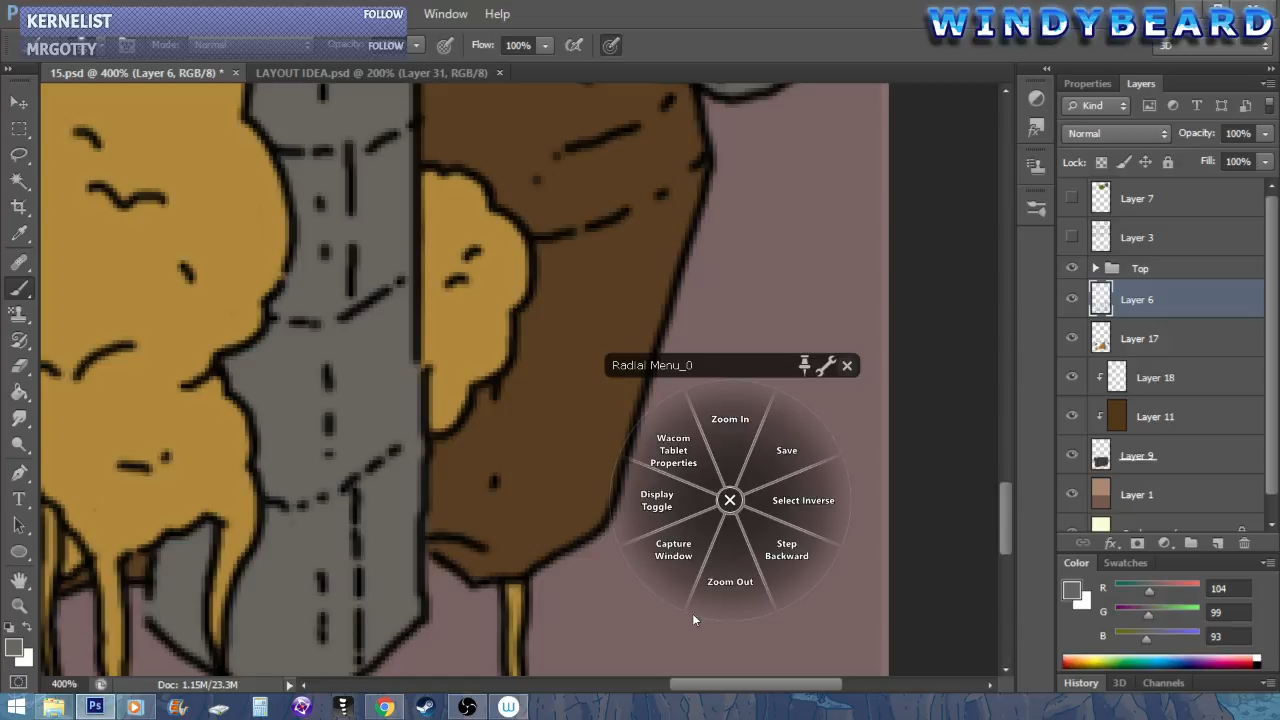 KERNELIST
FOLLOW
MRGOTTY
FOLLOW
Window
Help
WINDYBEARD
Mode:
Normal
Opacity:
Flow:
100%
3D
15.psd @ 400% (Layer 6, RGB/8) *
LAYOUT IDEA.psd @ 200% (Layer 31, RGB/8)
Properties
Layers
Kind
Normal
Opacity:
100%
Lock:
Fill:
100%
Layer 7
Layer 3
Top
Layer 6
Layer 17
Layer 18
Layer 11
Layer 9
Layer 1
Radial Menu_0
Zoom In
Wacom
Tablet
Properties
Save
Display
Toggle
Select Inverse
Capture
Window
Step
Backward
Zoom Out
Color
Swatches
R
104
G
99
B
93
History
3D
Channels
400%
Doc: 1.15M/23.3M